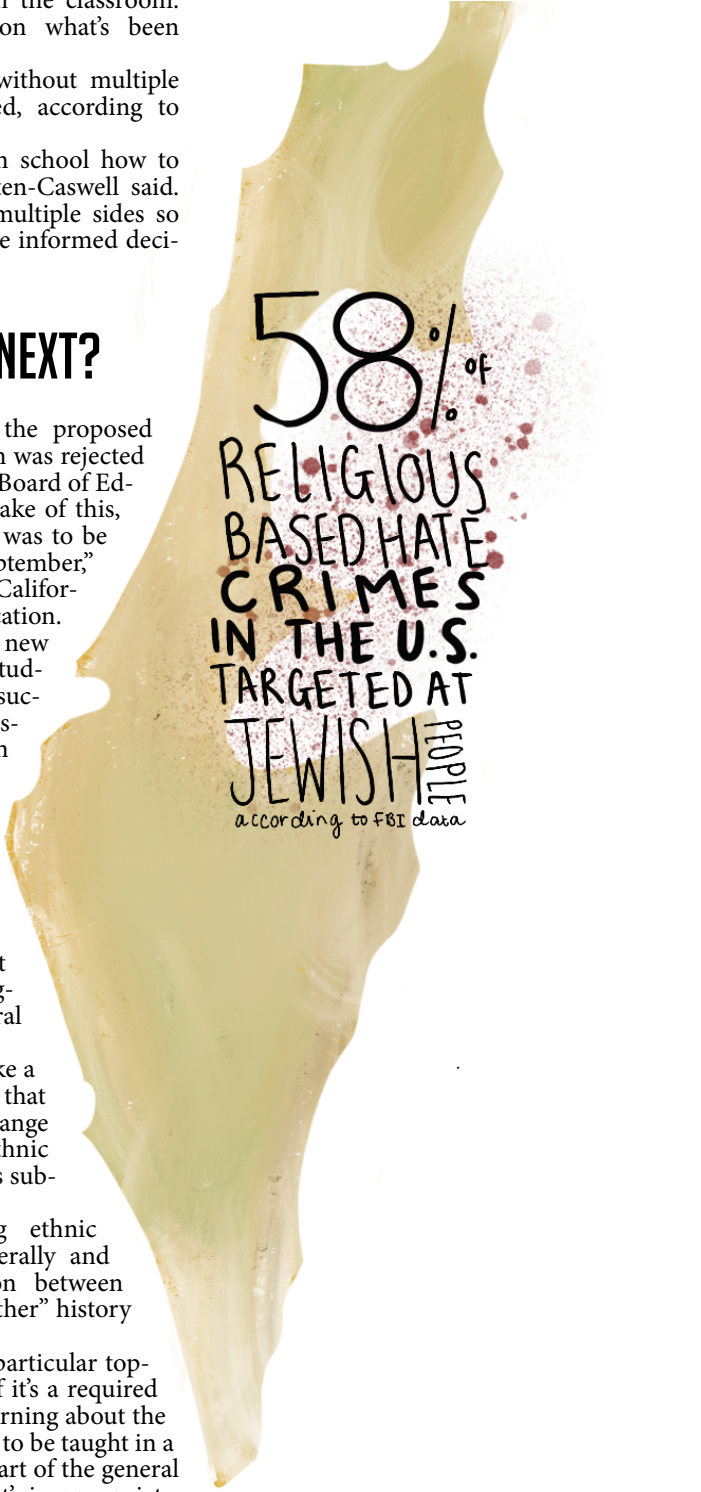 the classroom.
on what's been
without multiple
ed, according to
n school how to
ten-Caswell said.
multiple sides so
e informed deci-
NEXT?
the proposed
n was rejected
Board of Ed-
ake of this,
was to be
ptember,”
Califor-
cation.
new
tud-
suc-
s-
n
t
g-
ral
ke a
that
ange
thnic
s sub-
g ethnic
erally and
on between
ther” history
particular top-
f it's a required
rning about the
to be taught in a
art of the general
58% of
RELIGIOUS
BASED HATE
CRIMES
IN THE U.S.
TARGETED AT
JEWISH PEOPLE
according to FBI data